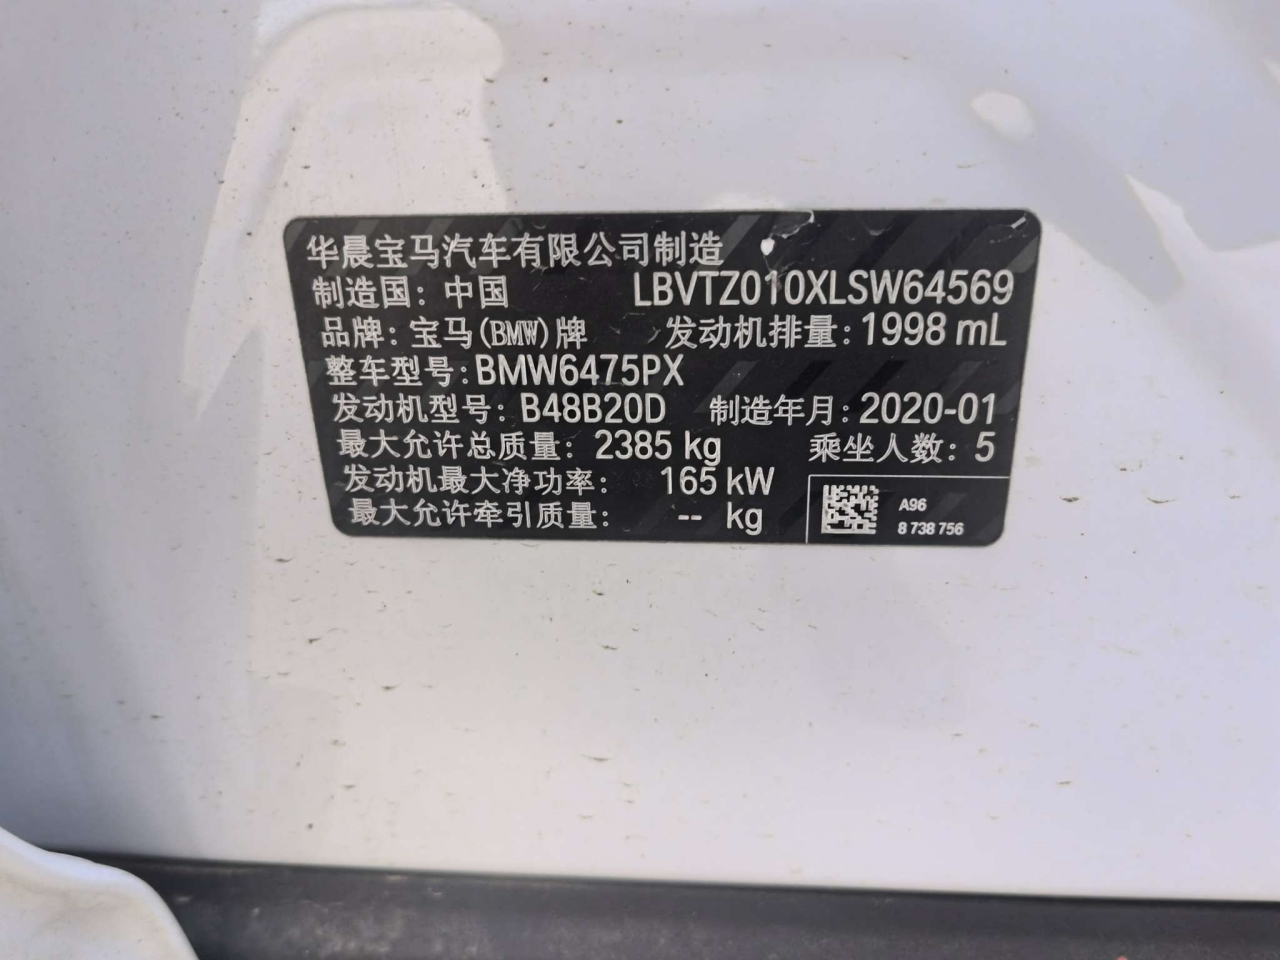 华晨宝马汽车有限公司制造
制造国: 中国 LBVTZ010XLSW64569
品牌: 宝马(BMW)牌 发动机排量: 1998 mL
整车型号: BMW6475PX
发动机型号: B48B20D 制造年月: 2020-01
最大允许总质量: 2385 kg 乘坐人数: 5
发动机最大净功率: 165 kW
最大允许牵引质量: -- kg
A96
8 738 756